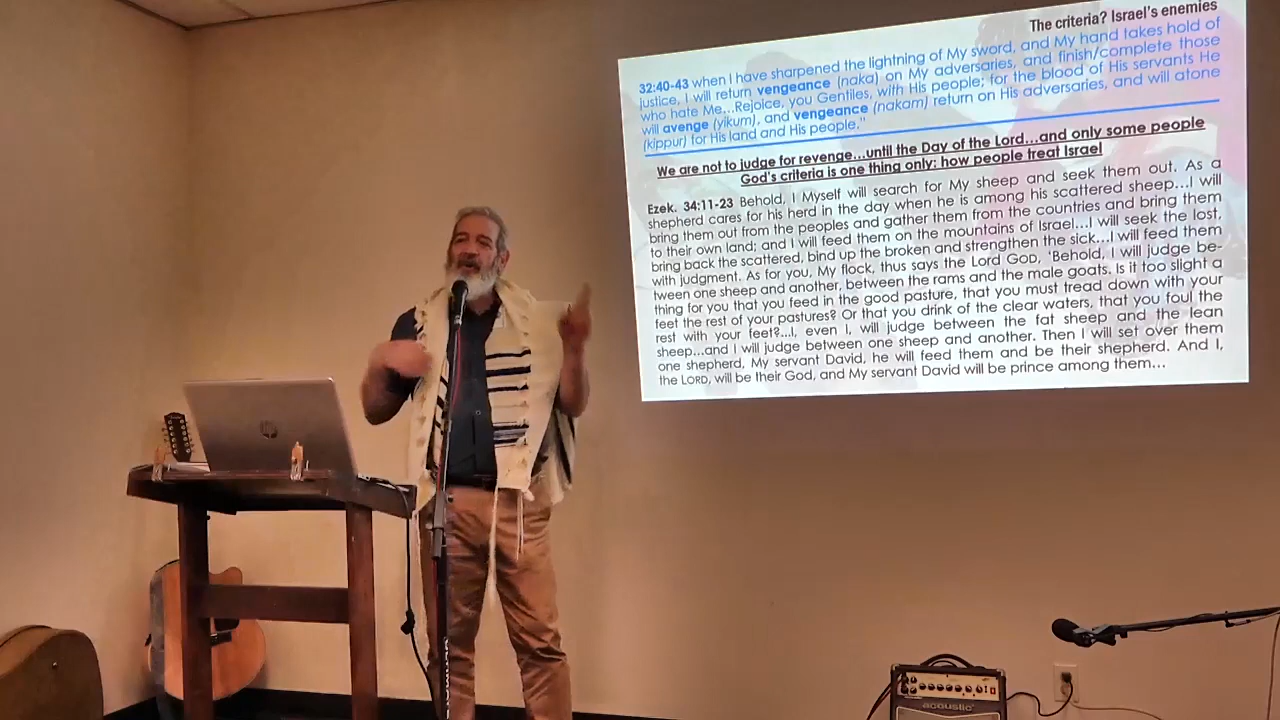 The criteria? Israel's enemies
32:40-43 when I have sharpened the lightning of My sword, and My hand takes hold of
justice, I will return vengeance (naka) on My adversaries, and finish/complete those
who hate Me...Rejoice, you Gentiles, with His people; for the blood of His servants He
will avenge (yikum), and vengeance (nakam) return on His adversaries, and will atone
(kippur) for His land and His people."
We are not to judge for revenge...until the Day of the Lord...and only some people
God's criteria is one thing only: how people treat Israel
Ezek. 34:11-23 Behold, I Myself will search for My sheep and seek them out. As a
shepherd cares for his herd in the day when he is among his scattered sheep...I will
bring them out from the peoples and gather them from the countries and bring them
to their own land; and I will feed them on the mountains of Israel...I will seek the lost,
bring back the scattered, bind up the broken and strengthen the sick...I will feed them
with judgment. As for you, My flock, thus says the Lord GOD, 'Behold, I will judge be-
tween one sheep and another, between the rams and the male goats. Is it too slight a
thing for you that you feed in the good pasture, that you must tread down with your
feet the rest of your pastures? Or that you drink of the clear waters, that you foul the
rest with your feet?...I, even I, will judge between the fat sheep and the lean
sheep...and I will judge between one sheep and another. Then I will set over them
one shepherd, My servant David, he will feed them and be their shepherd. And I,
the LORD, will be their God, and My servant David will be prince among them...
hp
acoustic